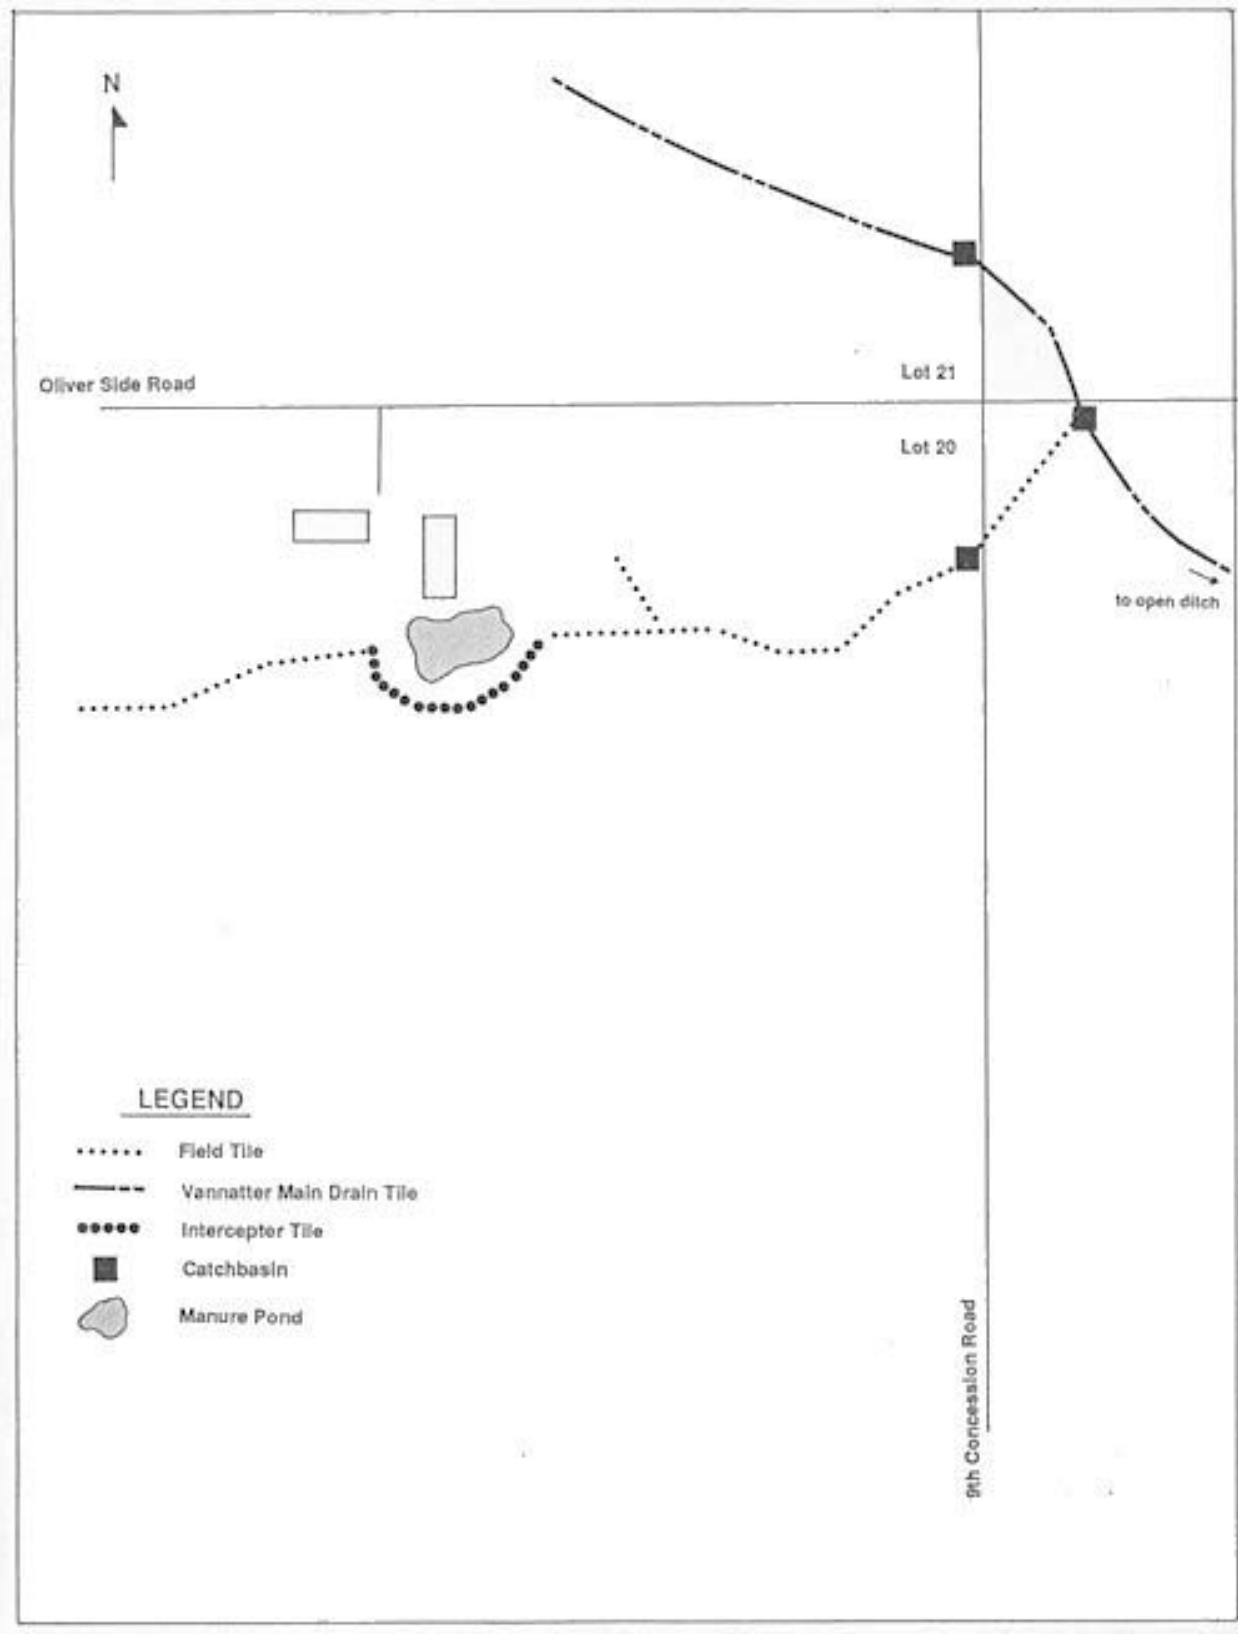 N
Oliver Side Road
Lot 21
Lot 20
to open ditch
LEGEND
Field Tile
Vannatter Main Drain Tile
Intercepter Tile
Catchbasin
Manure Pond
9th Concession Road